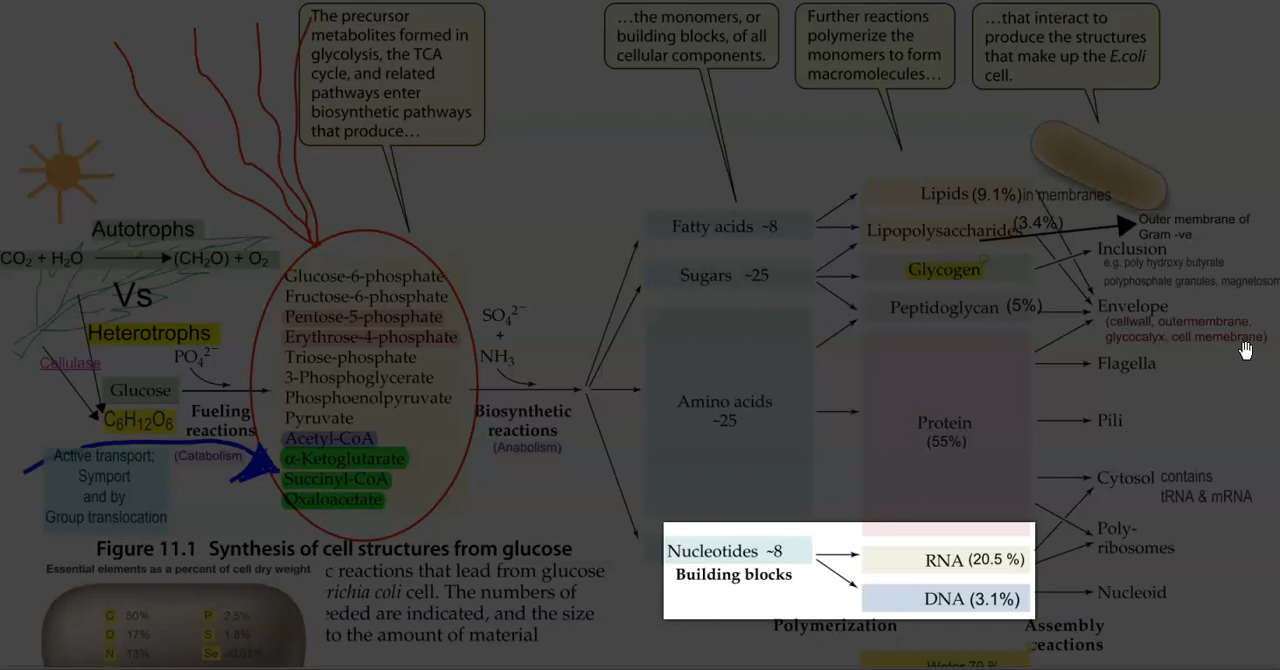 The precursor
metabolites formed in
glycolysis, the TCA
cycle, and related
pathways enter
biosynthetic pathways
that produce…
…the monomers, or
building blocks, of all
cellular components.
Further reactions
polymerize the
monomers to form
macromolecules…
…that interact to
produce the structures
that make up the E.coli
cell.
Autotrophs
CO₂ + H₂O → (CH₂O) + O₂
Vs
Heterotrophs
Cellulase
PO₄²⁻
Glucose
C₆H₁₂O₆
Fueling
reactions
(Catabolism)
Active transport;
Symport
and by
Group translocation
Glucose-6-phosphate
Fructose-6-phosphate
Pentose-5-phosphate
Erythrose-4-phosphate
Triose-phosphate
3-Phosphoglycerate
Phosphoenolpyruvate
Pyruvate
Acetyl-CoA
α-Ketoglutarate
Succinyl-CoA
Oxaloacetate
SO₄²⁻
+
NH₃
Biosynthetic
reactions
(Anabolism)
Fatty acids ~8
Sugars ~25
Amino acids
~25
Nucleotides ~8
Building blocks
Lipids (9.1%) in membranes
Lipopolysaccharides (3.4%)
Glycogen
Peptidoglycan (5%)
Protein
(55%)
RNA (20.5 %)
DNA (3.1%)
Polymerization
Water 70 %
Outer membrane of
Gram -ve
Inclusion
e.g. poly hydroxy butyrate
polyphosphate granules, magnetosom
Envelope
(cellwall, outermembrane,
glycocalyx, cell memebrane)
Flagella
Pili
Cytosol contains
tRNA & mRNA
Poly-
ribosomes
Nucleoid
Assembly
reactions
Figure 11.1 Synthesis of cell structures from glucose
Essential elements as a percent of cell dry weight
c reactions that lead from glucose
richia coli cell. The numbers of
eded are indicated, and the size
to the amount of material
C 50% P 2.5%
O 17% S 1.8%
N 13% Se <0.01%